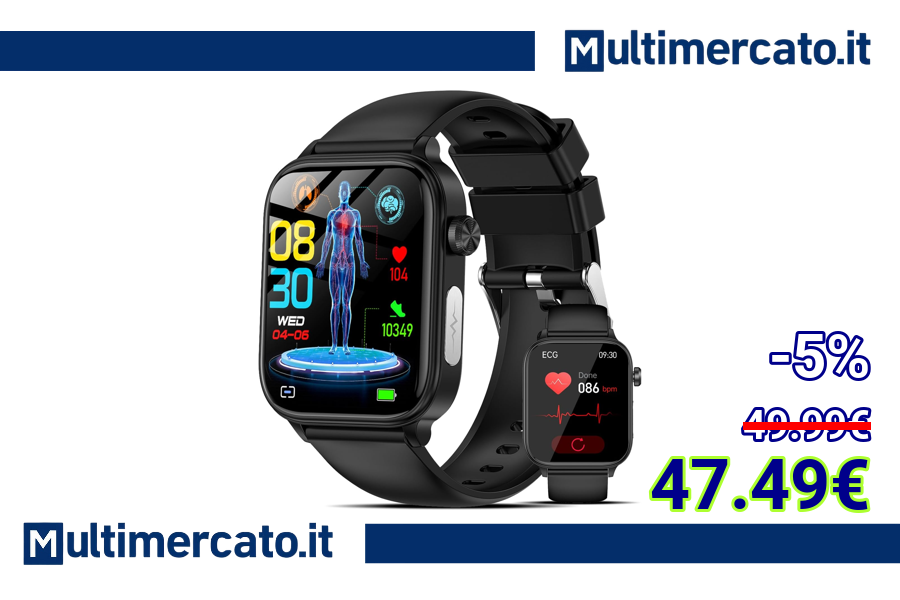 Multimercato.it
08
30
WED
04-06
104
10349
ECG 09:30
Done
086 bpm
-5%
49.99€
47.49€
Multimercato.it